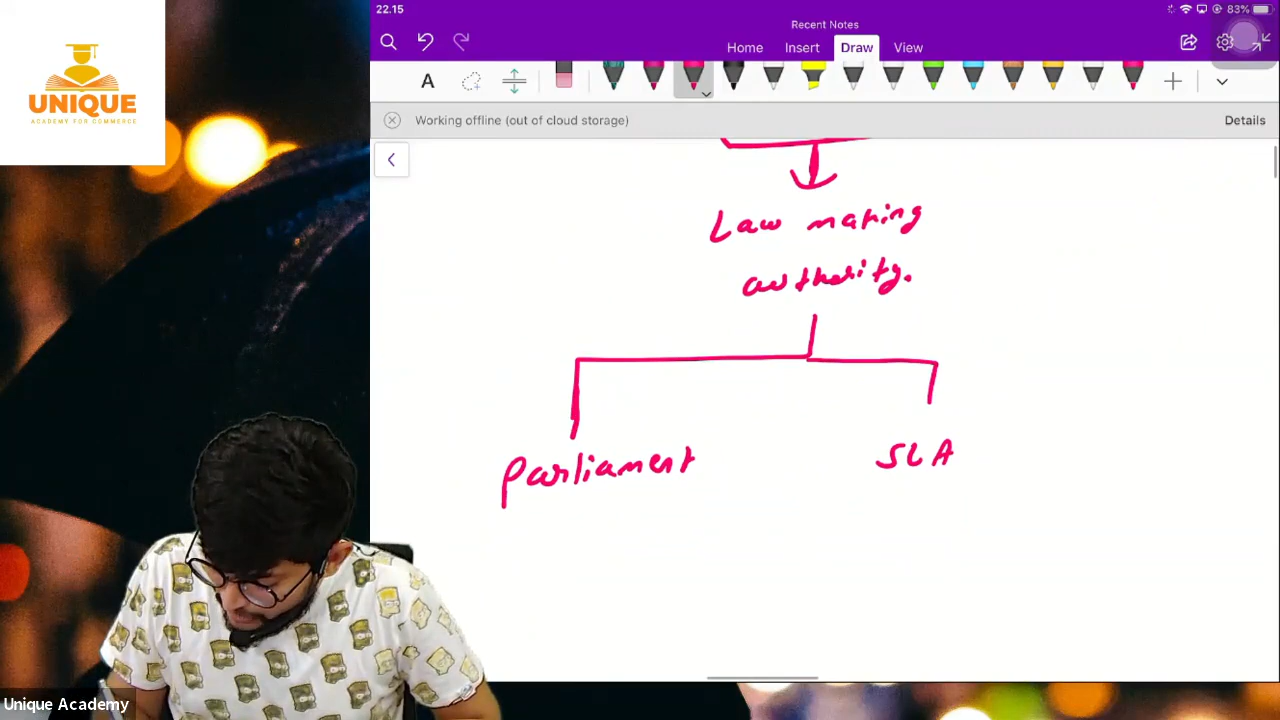 UNIQUE
ACADEMY FOR COMMERCE
22.15
83%
Recent Notes
Home Insert Draw View
A
Working offline (out of cloud storage)
Details
Law making
authority.
Parliament
SLA
Unique Academy